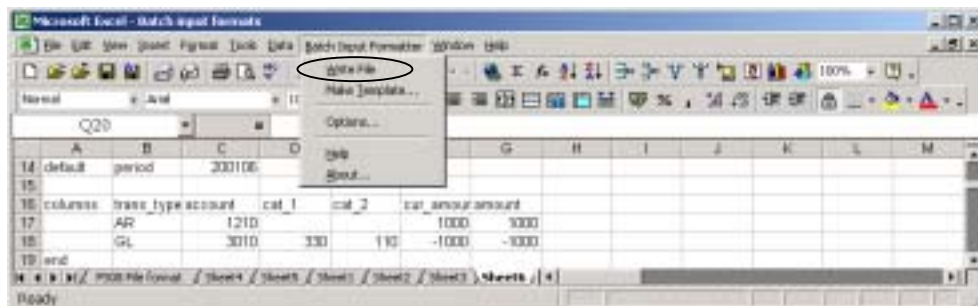 Microsoft Excel - Batch input formats
File Edit View Insert Format Tools Data Batch Input Formatter Window Help
Write File
Make Template...
Options...
Help
About...
100%
Normal Arial
Q20
A B C D G H I J K L M
14 default period 200106
15
16 columns trans_type account cat_1 cat_2 cur_amour amount
17 AR 1210 1000 1000
18 GL 3010 330 110 -1000 -1000
19 end
File format Sheet4 Sheet5 Sheet1 Sheet2 Sheet3 Sheet6
Ready